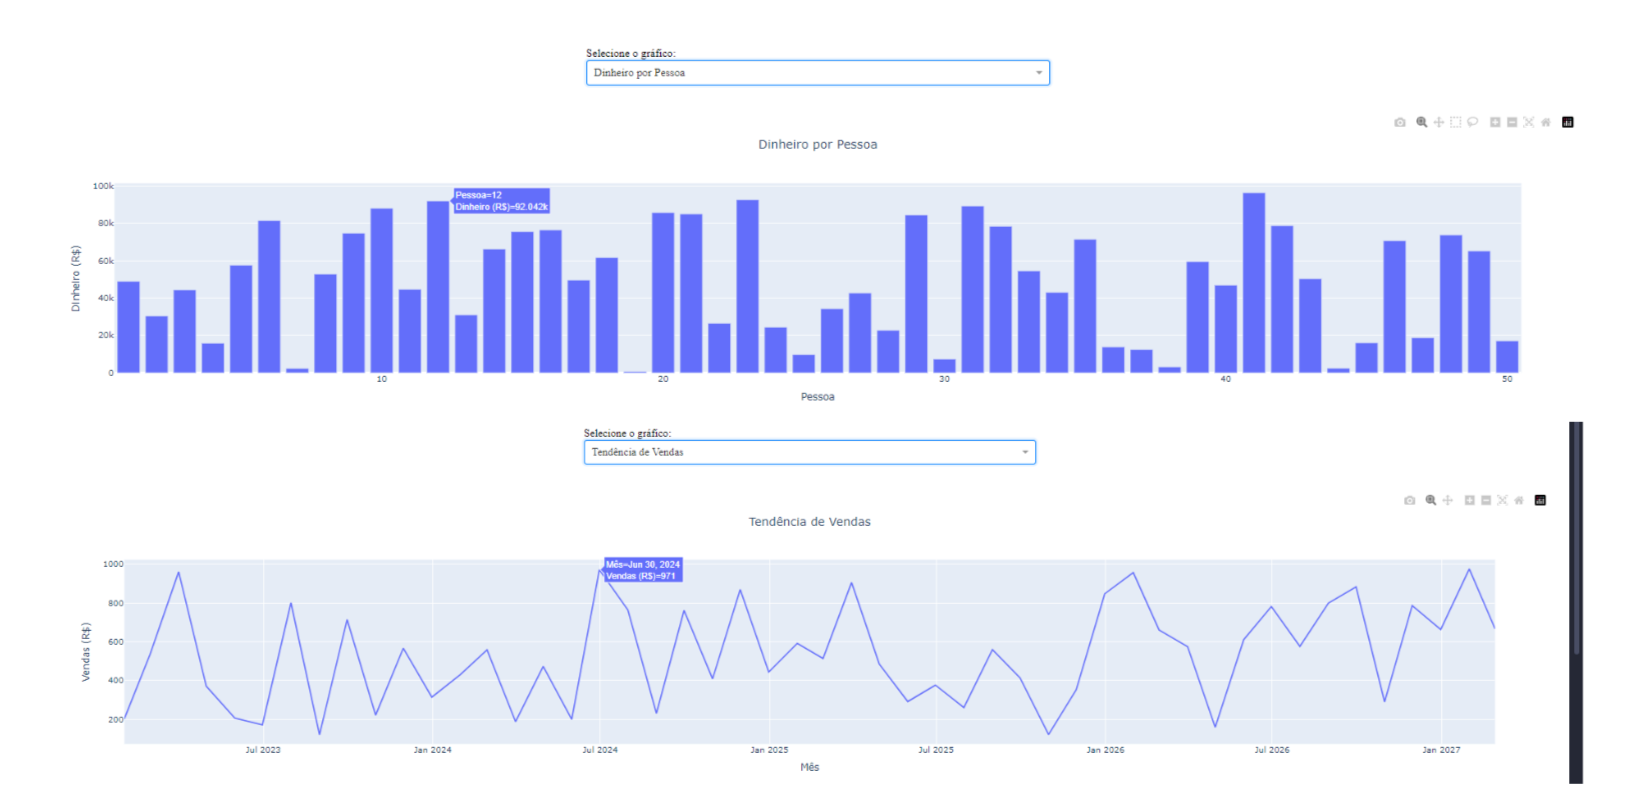 Selecione o gráfico:
Dinheiro por Pessoa
Dinheiro por Pessoa
Pessoa=12
Dinheiro (R$)=92.042k
100k
80k
60k
40k
20k
0
Dinheiro (R$)
10 20 30 40 50
Pessoa
Selecione o gráfico:
Tendência de Vendas
Tendência de Vendas
Mês=Jun 30, 2024
Vendas (R$)=971
1000
800
600
400
200
Vendas (R$)
Jul 2023 Jan 2024 Jul 2024 Jan 2025 Jul 2025 Jan 2026 Jul 2026 Jan 2027
Mês